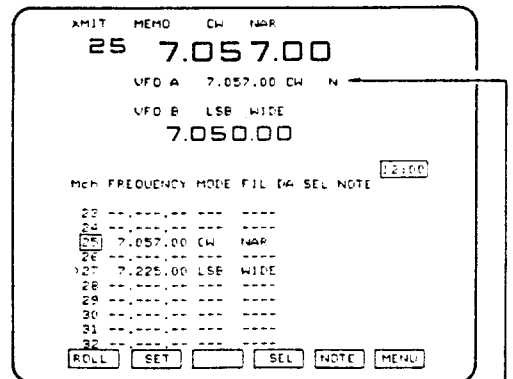 XMIT MEMO CW NAR
25 7.057.00
VFO A 7.057.00 CW N
VFO B LSB WIDE
7.050.00
12:00
Mch FREQUENCY MODE FIL DA SEL NOTE
23 --.---.-- --- ----
24 --.---.-- --- ----
25 7.057.00 CW NAR
26 --.---.-- --- ----
›27 7.225.00 LSB WIDE
28 --.---.-- --- ----
29 --.---.-- --- ----
30 --.---.-- --- ----
31 --.---.-- --- ----
32 --.---.-- --- ----
ROLL SET SEL NOTE MENU